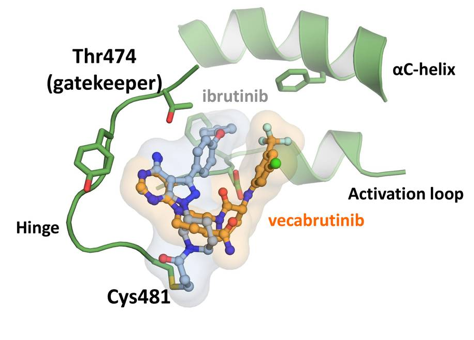 Thr474
(gatekeeper)
αC-helix
ibrutinib
Activation loop
vecabrutinib
Hinge
Cys481